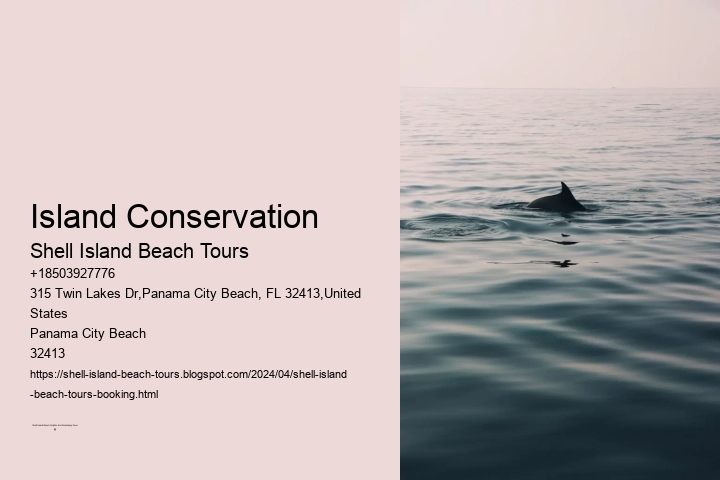 Island Conservation
Shell Island Beach Tours
+18503927776
315 Twin Lakes Dr,Panama City Beach, FL 32413,United
States
Panama City Beach
32413
https://shell-island-beach-tours.blogspot.com/2024/04/shell-island
-beach-tours-booking.html